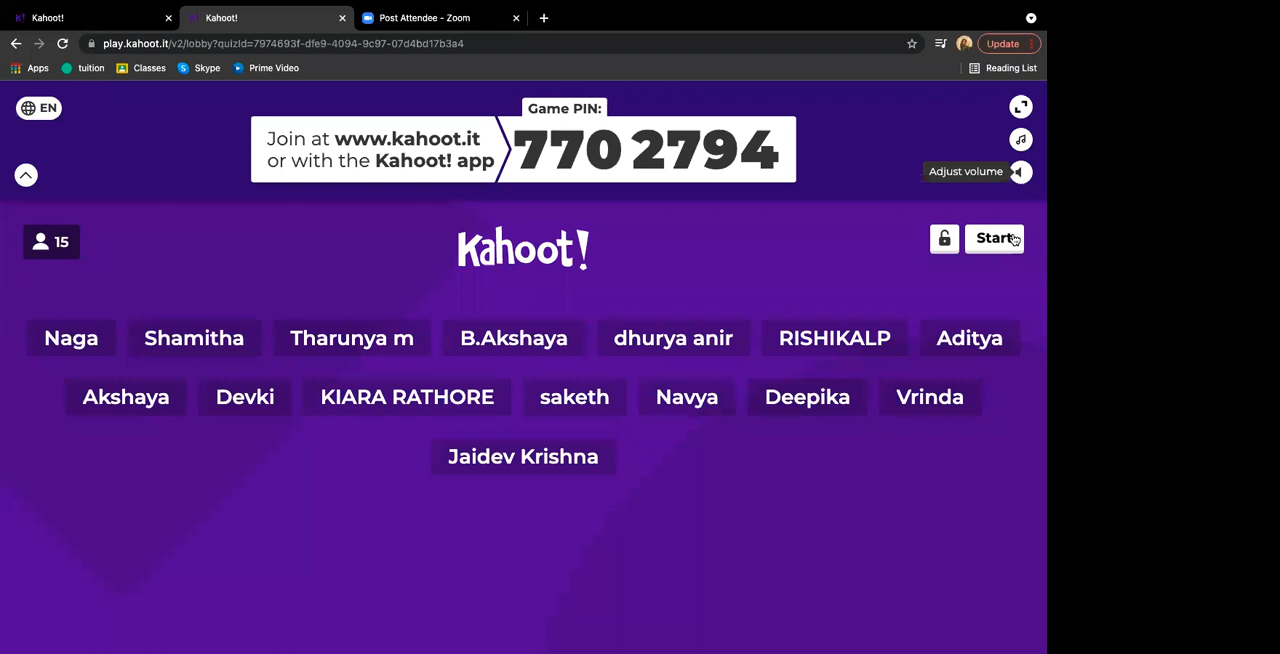 Kahoot!
Kahoot!
Post Attendee - Zoom
play.kahoot.it/v2/lobby?quizId=7974693f-dfe9-4094-9c97-07d4bd17b3a4
Update
Apps tuition Classes Skype Prime Video Reading List
EN
Game PIN:
Join at www.kahoot.it
or with the Kahoot! app
770 2794
Adjust volume
15
Kahoot!
Start
Naga Shamitha Tharunya m B.Akshaya dhurya anir RISHIKALP Aditya
Akshaya Devki KIARA RATHORE saketh Navya Deepika Vrinda
Jaidev Krishna